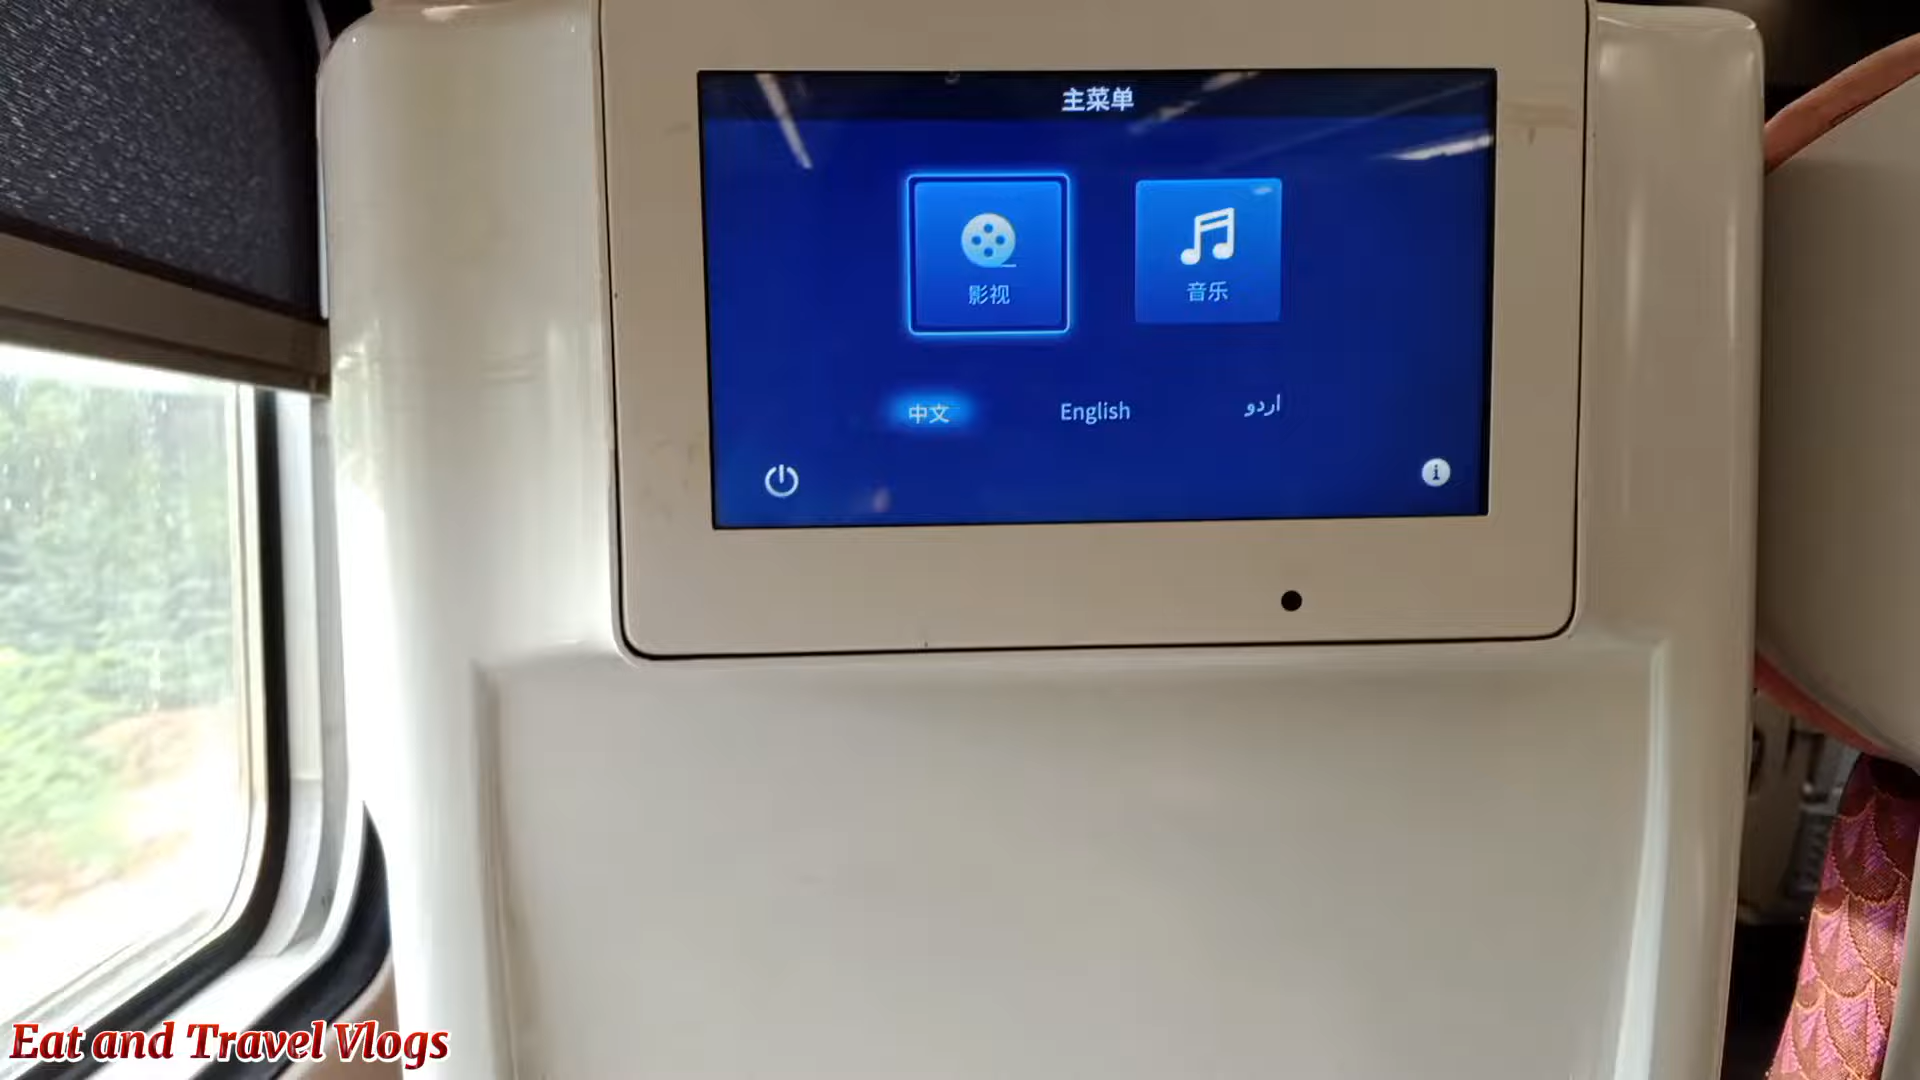 主菜单
影视
音乐
中文
English
اردو
Eat and Travel Vlogs